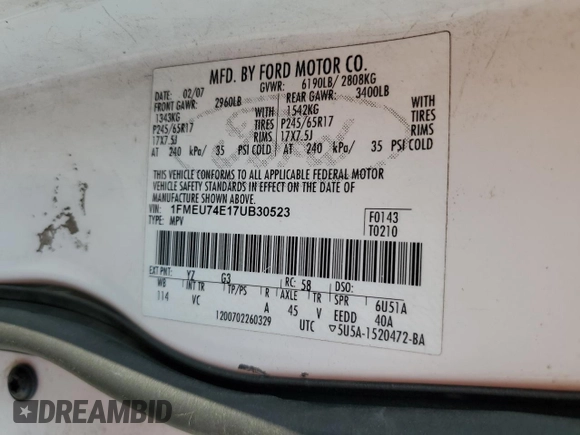 MFD. BY FORD MOTOR CO.
DATE: 02/07 GVWR: 6190LB/ 2808KG
FRONT GAWR: 2960LB REAR GAWR: 3400LB
1343KG WITH 1542KG WITH
P245/65R17 TIRES P245/65R17 TIRES
17X7.5J RIMS 17X7.5J RIMS
AT 240 kPa/ 35 PSI COLD AT 240 kPa/ 35 PSI COLD
THIS VEHICLE CONFORMS TO ALL APPLICABLE FEDERAL MOTOR
VEHICLE SAFETY STANDARDS IN EFFECT ON THE DATE OF
MANUFACTURE SHOWN ABOVE.
VIN: 1FMEU74E17UB30523 F0143
TYPE: MPV T0210
EXT PNT: YZ G3 RC: 58 DSO:
WB INT TR TP/PS R AXLE TR SPR 6U51A
114 VC A 45 V EEDD 40A
1200702260329 UTC 5U5A-1520472-BA
DREAMBID